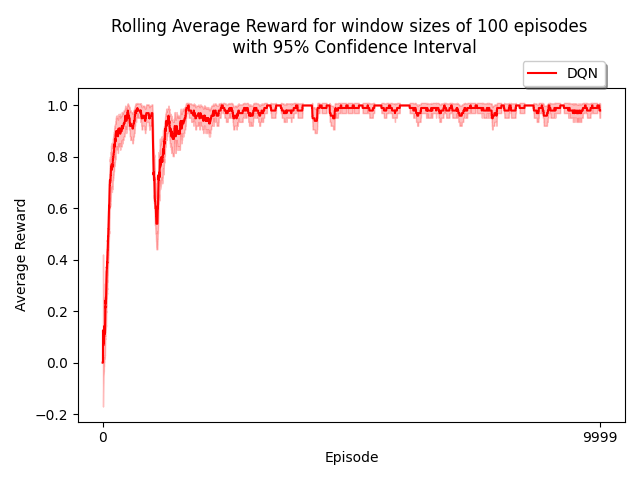 Rolling Average Reward for window sizes of 100 episodes
with 95% Confidence Interval
DQN
1.0
0.8
0.6
0.4
0.2
0.0
−0.2
Average Reward
0
9999
Episode